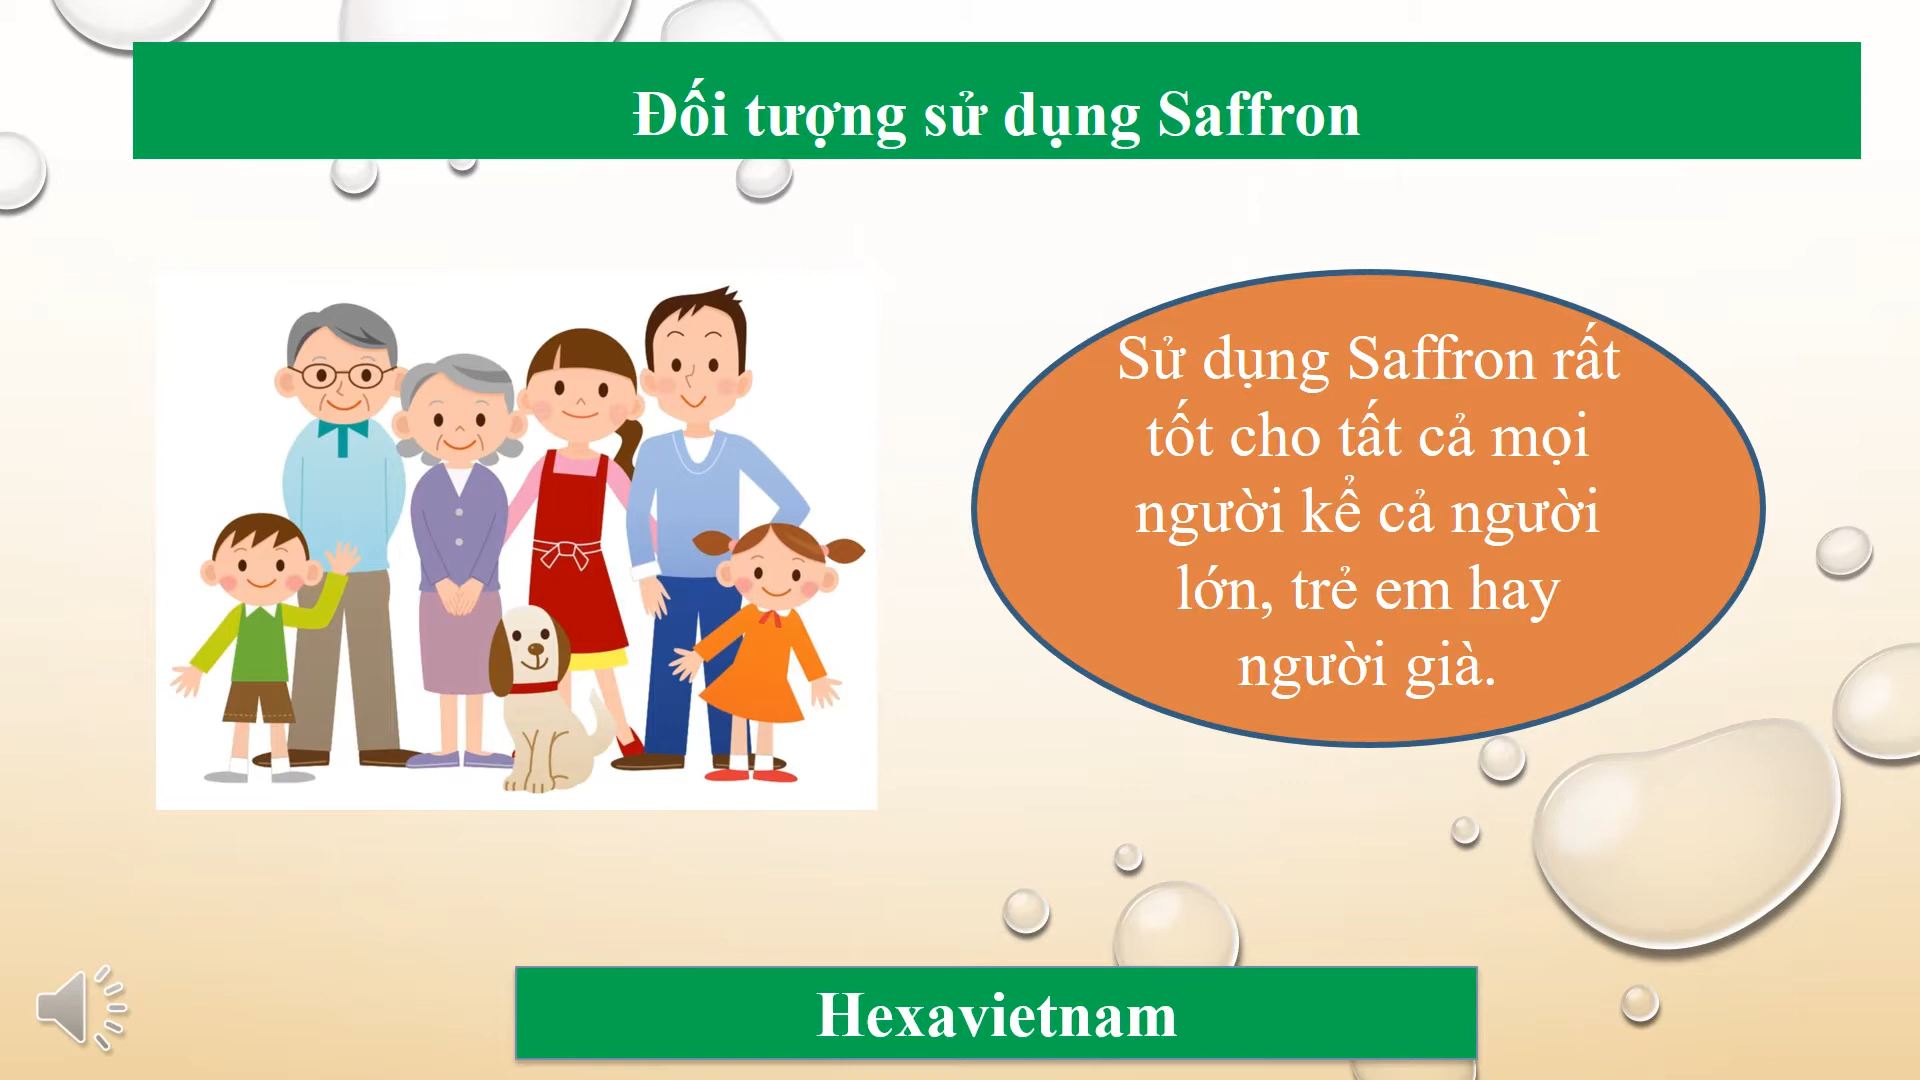 Đối tượng sử dụng Saffron
Sử dụng Saffron rất
tốt cho tất cả mọi
người kể cả người
lớn, trẻ em hay
người già.
Hexavietnam